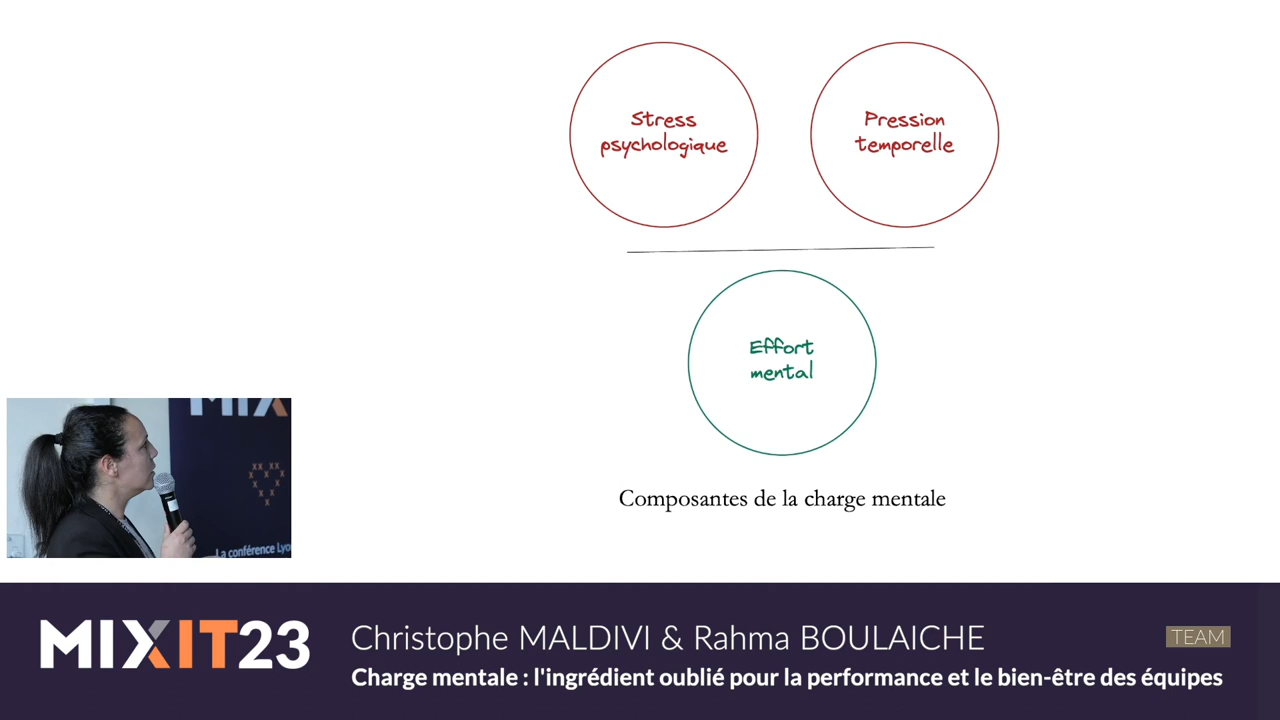 Stress
psychologique
Pression
temporelle
Effort
mental
Composantes de la charge mentale
MIX
La conférence Lyo
MIXIT23
Christophe MALDIVI & Rahma BOULAICHE
TEAM
Charge mentale : l'ingrédient oublié pour la performance et le bien-être des équipes